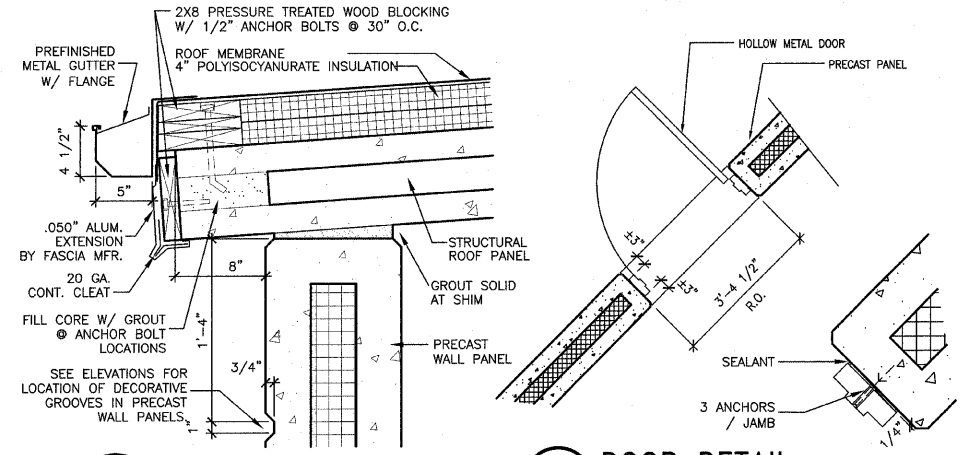 2X8 PRESSURE TREATED WOOD BLOCKING
W/ 1/2" ANCHOR BOLTS @ 30" O.C.
PREFINISHED
METAL GUTTER
W/ FLANGE
ROOF MEMBRANE
4" POLYISOCYANURATE INSULATION
4 1/2"
5"
.050" ALUM.
EXTENSION
BY FASCIA MFR.
20 GA.
CONT. CLEAT
8"
FILL CORE W/ GROUT
@ ANCHOR BOLT
LOCATIONS
1'-4"
3/4"
SEE ELEVATIONS FOR
LOCATION OF DECORATIVE
GROOVES IN PRECAST
WALL PANELS.
1"
STRUCTURAL
ROOF PANEL
GROUT SOLID
AT SHIM
PRECAST
WALL PANEL
HOLLOW METAL DOOR
PRECAST PANEL
±3"
±3"
3'-4 1/2"
R.O.
SEALANT
3 ANCHORS
/ JAMB
1/4"
DOOR DETAIL